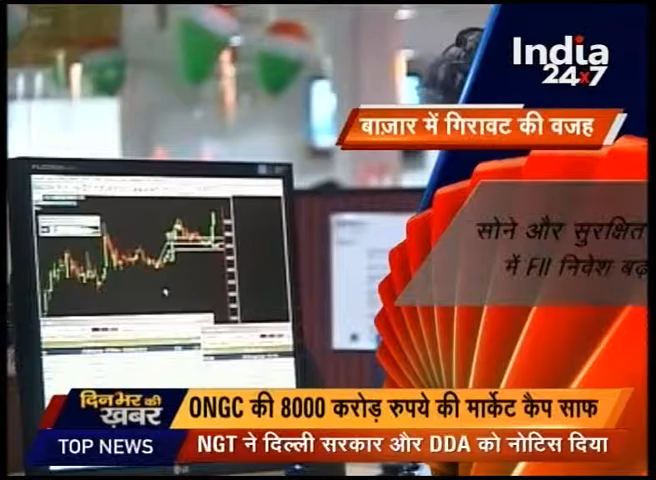 India
24x7
बाज़ार में गिरावट की वजह
सोने और सुरक्षित
में FII निवेश
दिनभर की
ख़बर
ONGC की 8000 करोड़ रुपये की मार्केट कैप साफ
TOP NEWS
NGT ने दिल्ली सरकार और DDA को नोटिस दिया